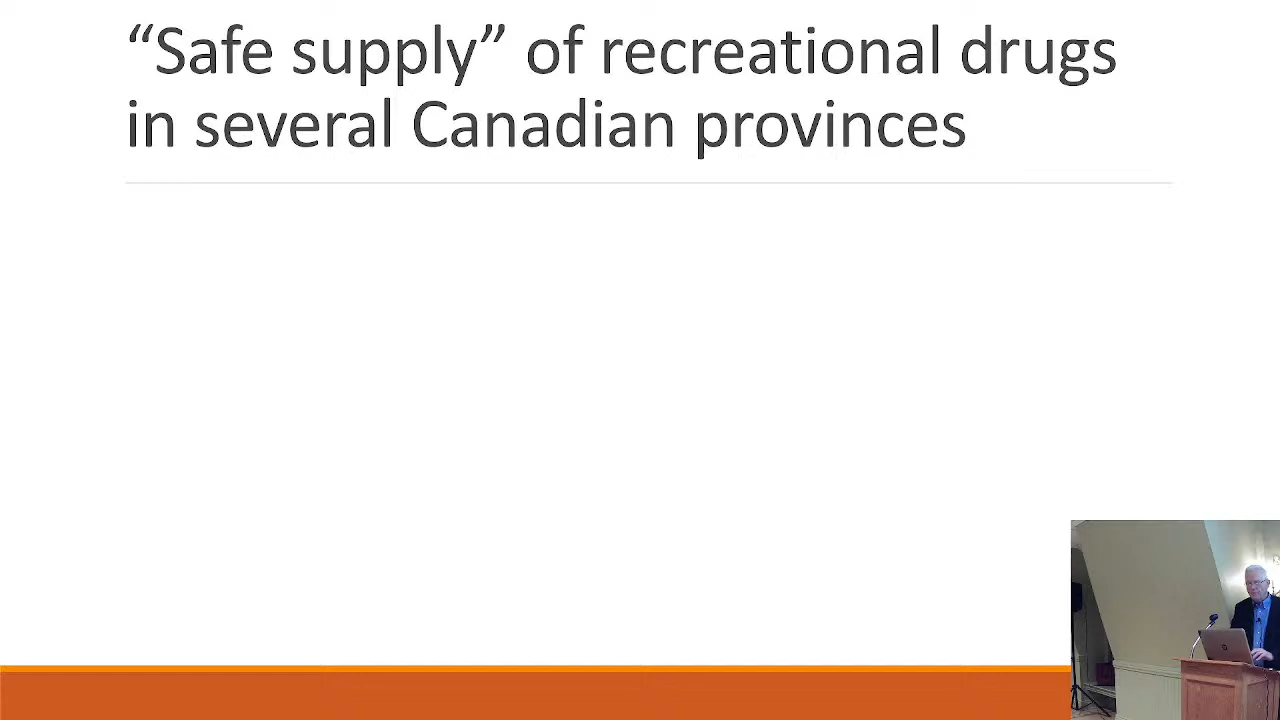 “Safe supply” of recreational drugs
in several Canadian provinces